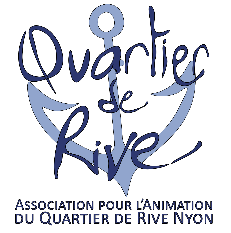 Quartier
de
Rive
ASSOCIATION POUR L'ANIMATION
DU QUARTIER DE RIVE NYON